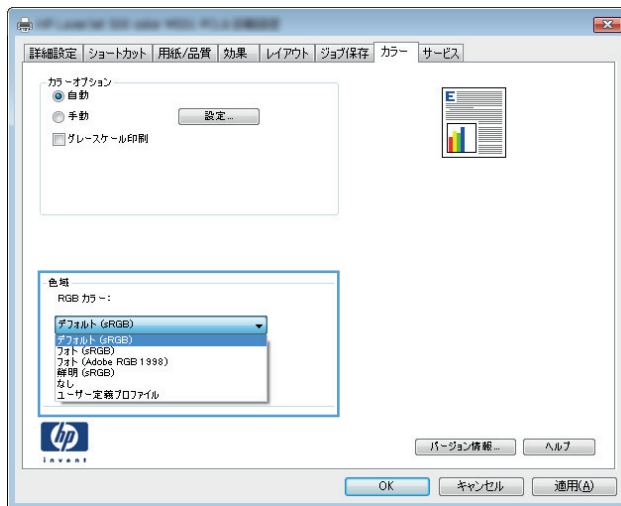 詳細設定 ショートカット 用紙/品質 効果 レイアウト ジョブ保存 カラー サービス
カラーオプション
自動
手動 設定...
グレースケール印刷
E
色域
RGB カラー:
デフォルト (sRGB)
デフォルト (sRGB)
フォト (sRGB)
フォト (Adobe RGB 1998)
鮮明 (sRGB)
なし
ユーザー定義プロファイル
hp
invent
バージョン情報... ヘルプ
OK キャンセル 適用(A)